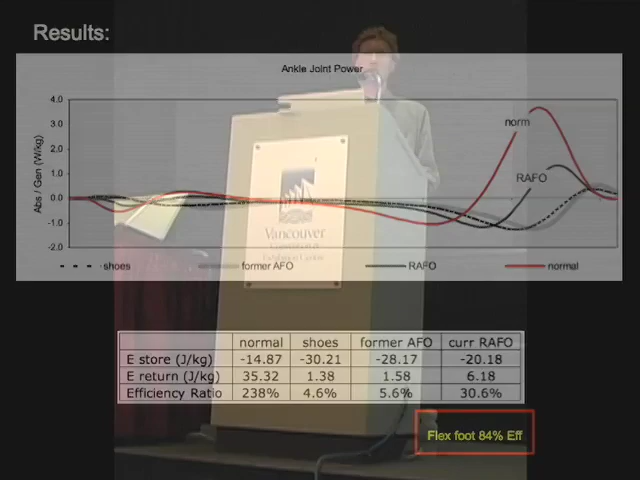 Results:
Ankle Joint Power
4.0
3.0
2.0
1.0
0.0
-1.0
-2.0
Abs / Gen (W/kg)
norm
RAFO
shoes former AFO RAFO normal
Vancouver
normal shoes former AFO curr RAFO
E store (J/kg) -14.87 -30.21 -28.17 -20.18
E return (J/kg) 35.32 1.38 1.58 6.18
Efficiency Ratio 238% 4.6% 5.6% 30.6%
Flex foot 84% Eff